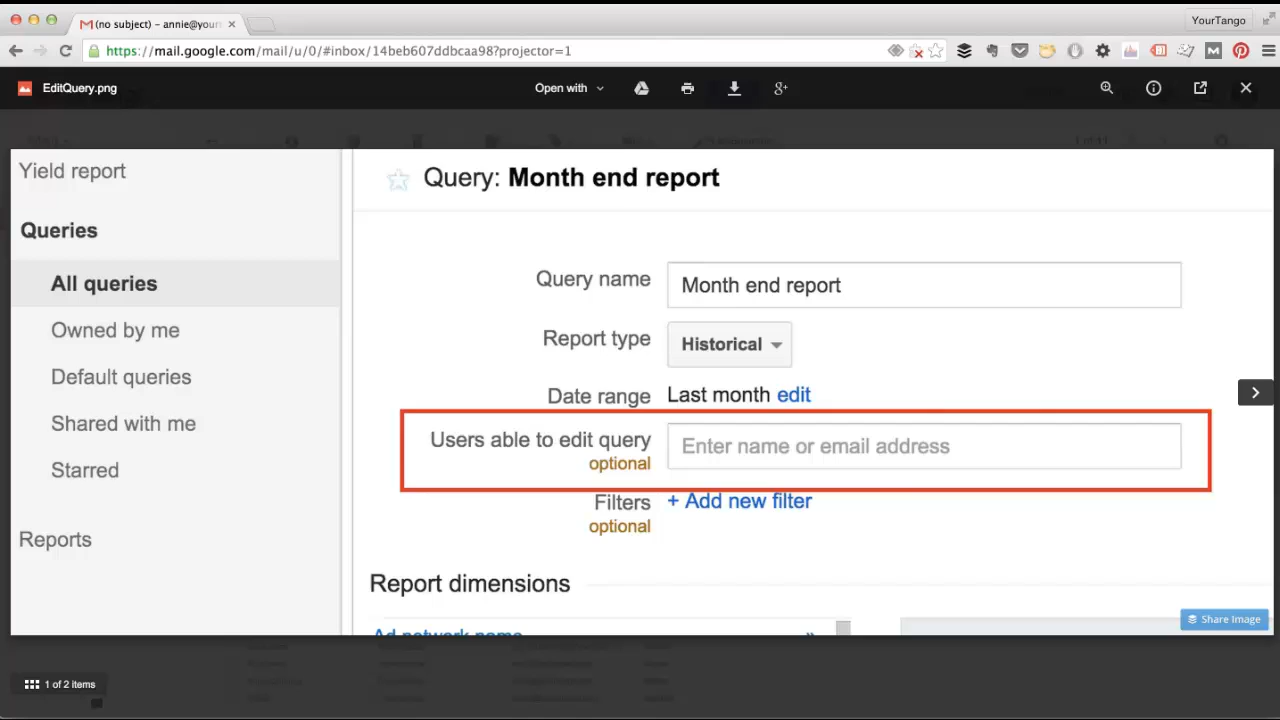 (no subject) – annie@your
YourTango
https://mail.google.com/mail/u/0/#inbox/14beb607ddbcaa98?projector=1
EditQuery.png
Open with
Yield report
Queries
All queries
Owned by me
Default queries
Shared with me
Starred
Reports
Query: Month end report
Query name Month end report
Report type Historical
Date range Last month edit
Users able to edit query Enter name or email address
optional
Filters + Add new filter
optional
Report dimensions
Ad network name »
Share Image
1 of 2 items